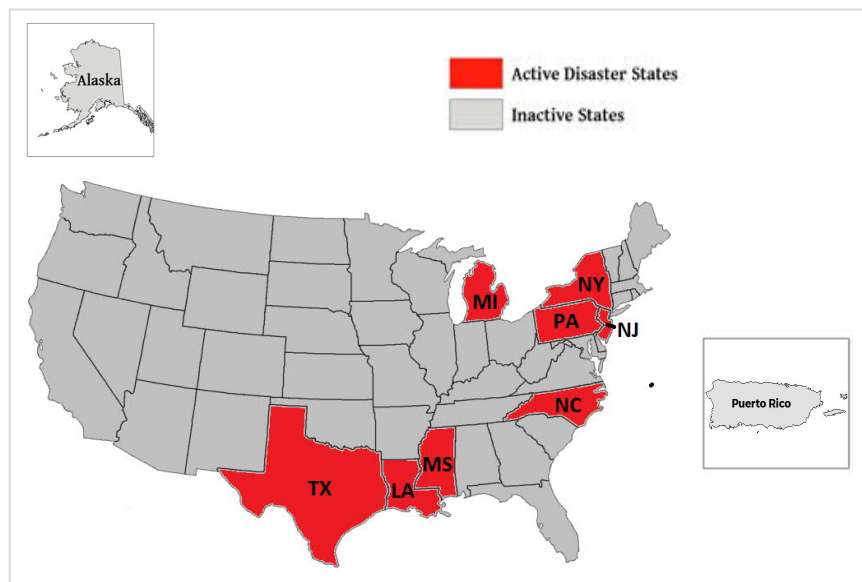 Alaska
Active Disaster States
Inactive States
NY
MI
PA
NJ
Puerto Rico
NC
MS
TX
LA